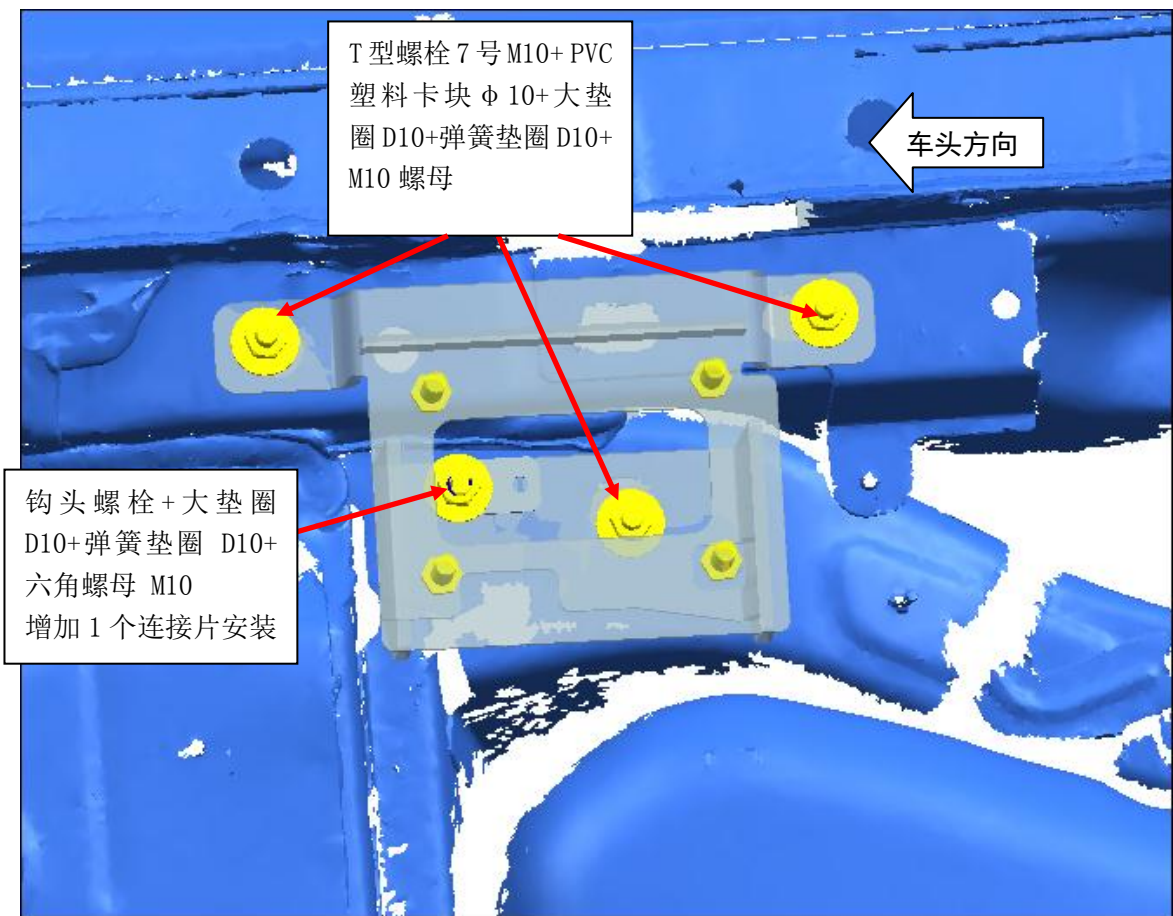 T 型螺栓 7 号 M10+ PVC
塑料卡块 φ 10+大垫
圈 D10+弹簧垫圈 D10+
M10 螺母
车头方向
钩头螺栓+大垫圈
D10+弹簧垫圈 D10+
六角螺母 M10
增加 1 个连接片安装